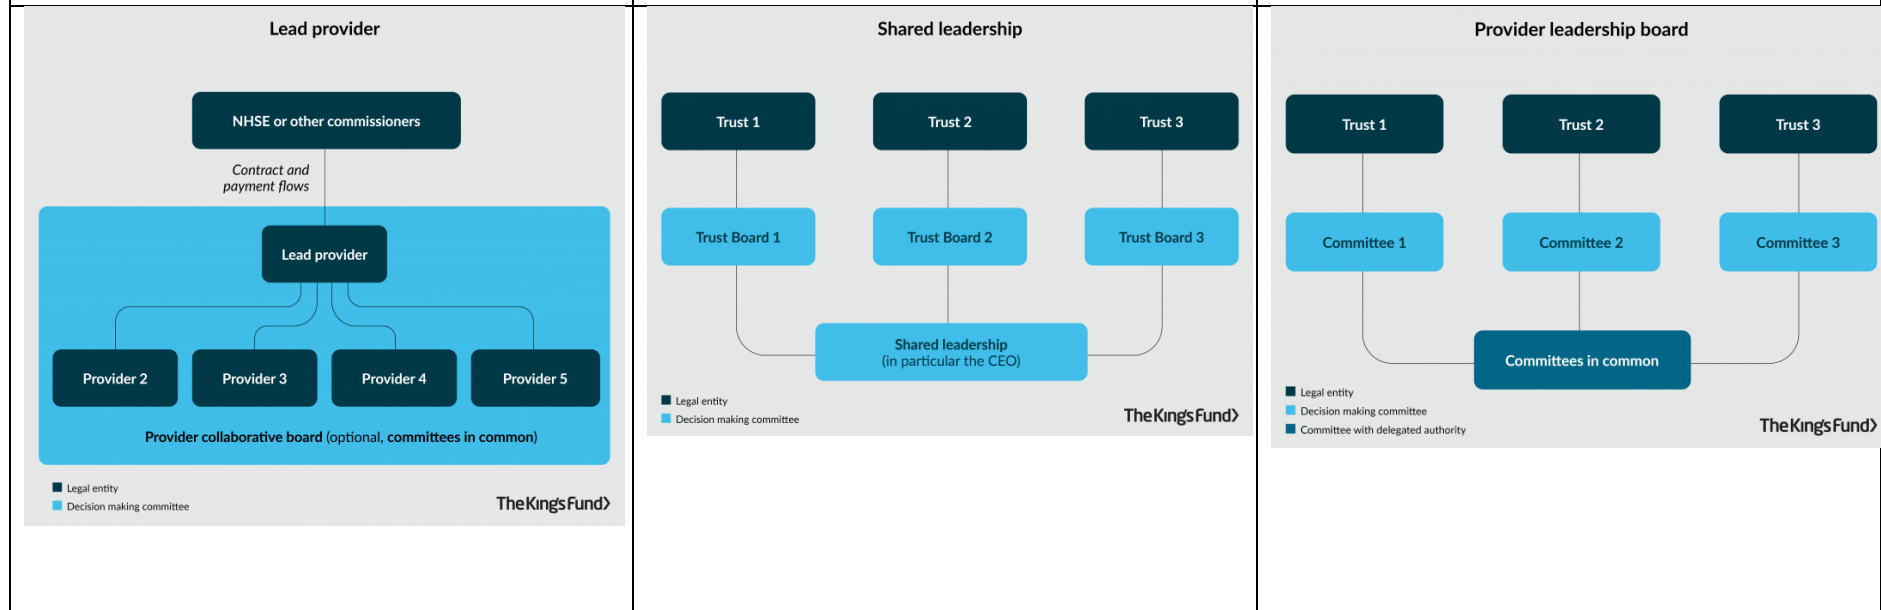 Lead provider
NHSE or other commissioners
Contract and
payment flows
Lead provider
Provider 2
Provider 3
Provider 4
Provider 5
Provider collaborative board (optional, committees in common)
Legal entity
Decision making committee
TheKingsFund>
Shared leadership
Trust 1
Trust 2
Trust 3
Trust Board 1
Trust Board 2
Trust Board 3
Shared leadership
(in particular the CEO)
Legal entity
Decision making committee
TheKingsFund>
Provider leadership board
Trust 1
Trust 2
Trust 3
Committee 1
Committee 2
Committee 3
Committees in common
Legal entity
Decision making committee
Committee with delegated authority
TheKingsFund>